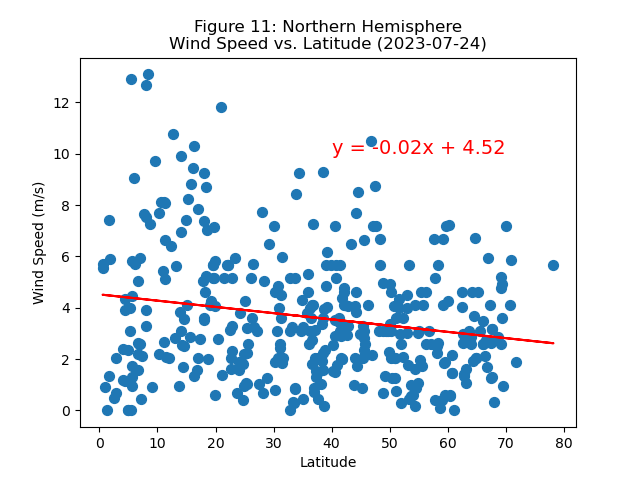 Figure 11: Northern Hemisphere
Wind Speed vs. Latitude (2023-07-24)
12
10
8
6
4
2
0
Wind Speed (m/s)
y = -0.02x + 4.52
0 10 20 30 40 50 60 70 80
Latitude